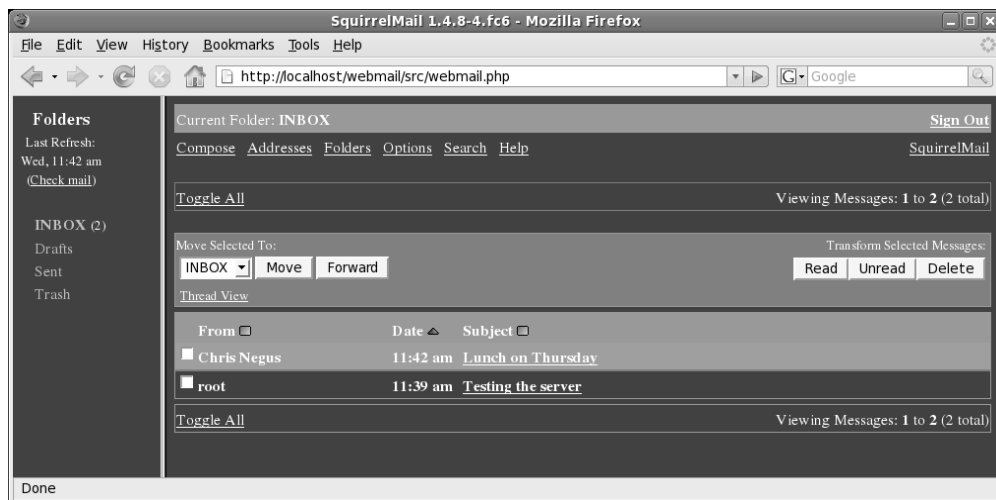 SquirrelMail 1.4.8-4.fc6 - Mozilla Firefox
File Edit View History Bookmarks Tools Help
http://localhost/webmail/src/webmail.php
G Google
Folders
Last Refresh:
Wed, 11:42 am
(Check mail)
INBOX (2)
Drafts
Sent
Trash
Current Folder: INBOX Sign Out
Compose Addresses Folders Options Search Help SquirrelMail
Toggle All Viewing Messages: 1 to 2 (2 total)
Move Selected To: Transform Selected Messages:
INBOX Move Forward Read Unread Delete
Thread View
From Date Subject
Chris Negus 11:42 am Lunch on Thursday
root 11:39 am Testing the server
Toggle All Viewing Messages: 1 to 2 (2 total)
Done